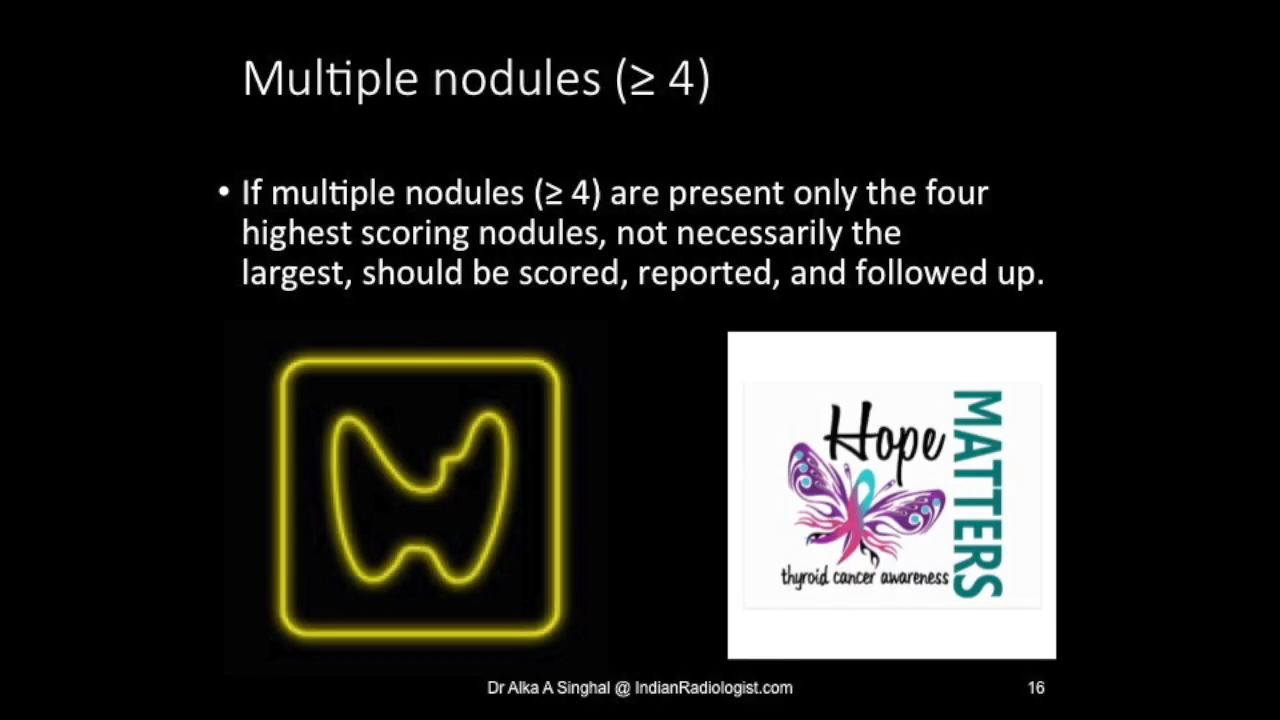 Multiple nodules (≥ 4)
• If multiple nodules (≥ 4) are present only the four
highest scoring nodules, not necessarily the
largest, should be scored, reported, and followed up.
Hope
MATTERS
thyroid cancer awareness
Dr Alka A Singhal @ IndianRadiologist.com
16